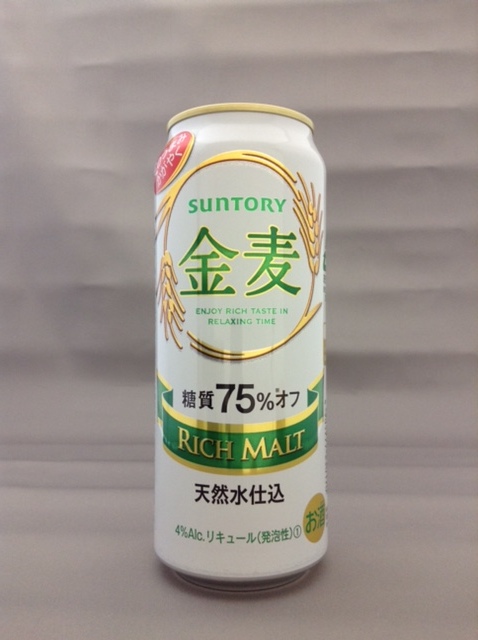 SUNTORY
金麦
ENJOY RICH TASTE IN
RELAXING TIME
糖質75%※オフ
RICH MALT
天然水仕込
4%Alc.リキュール(発泡性)①
お酒